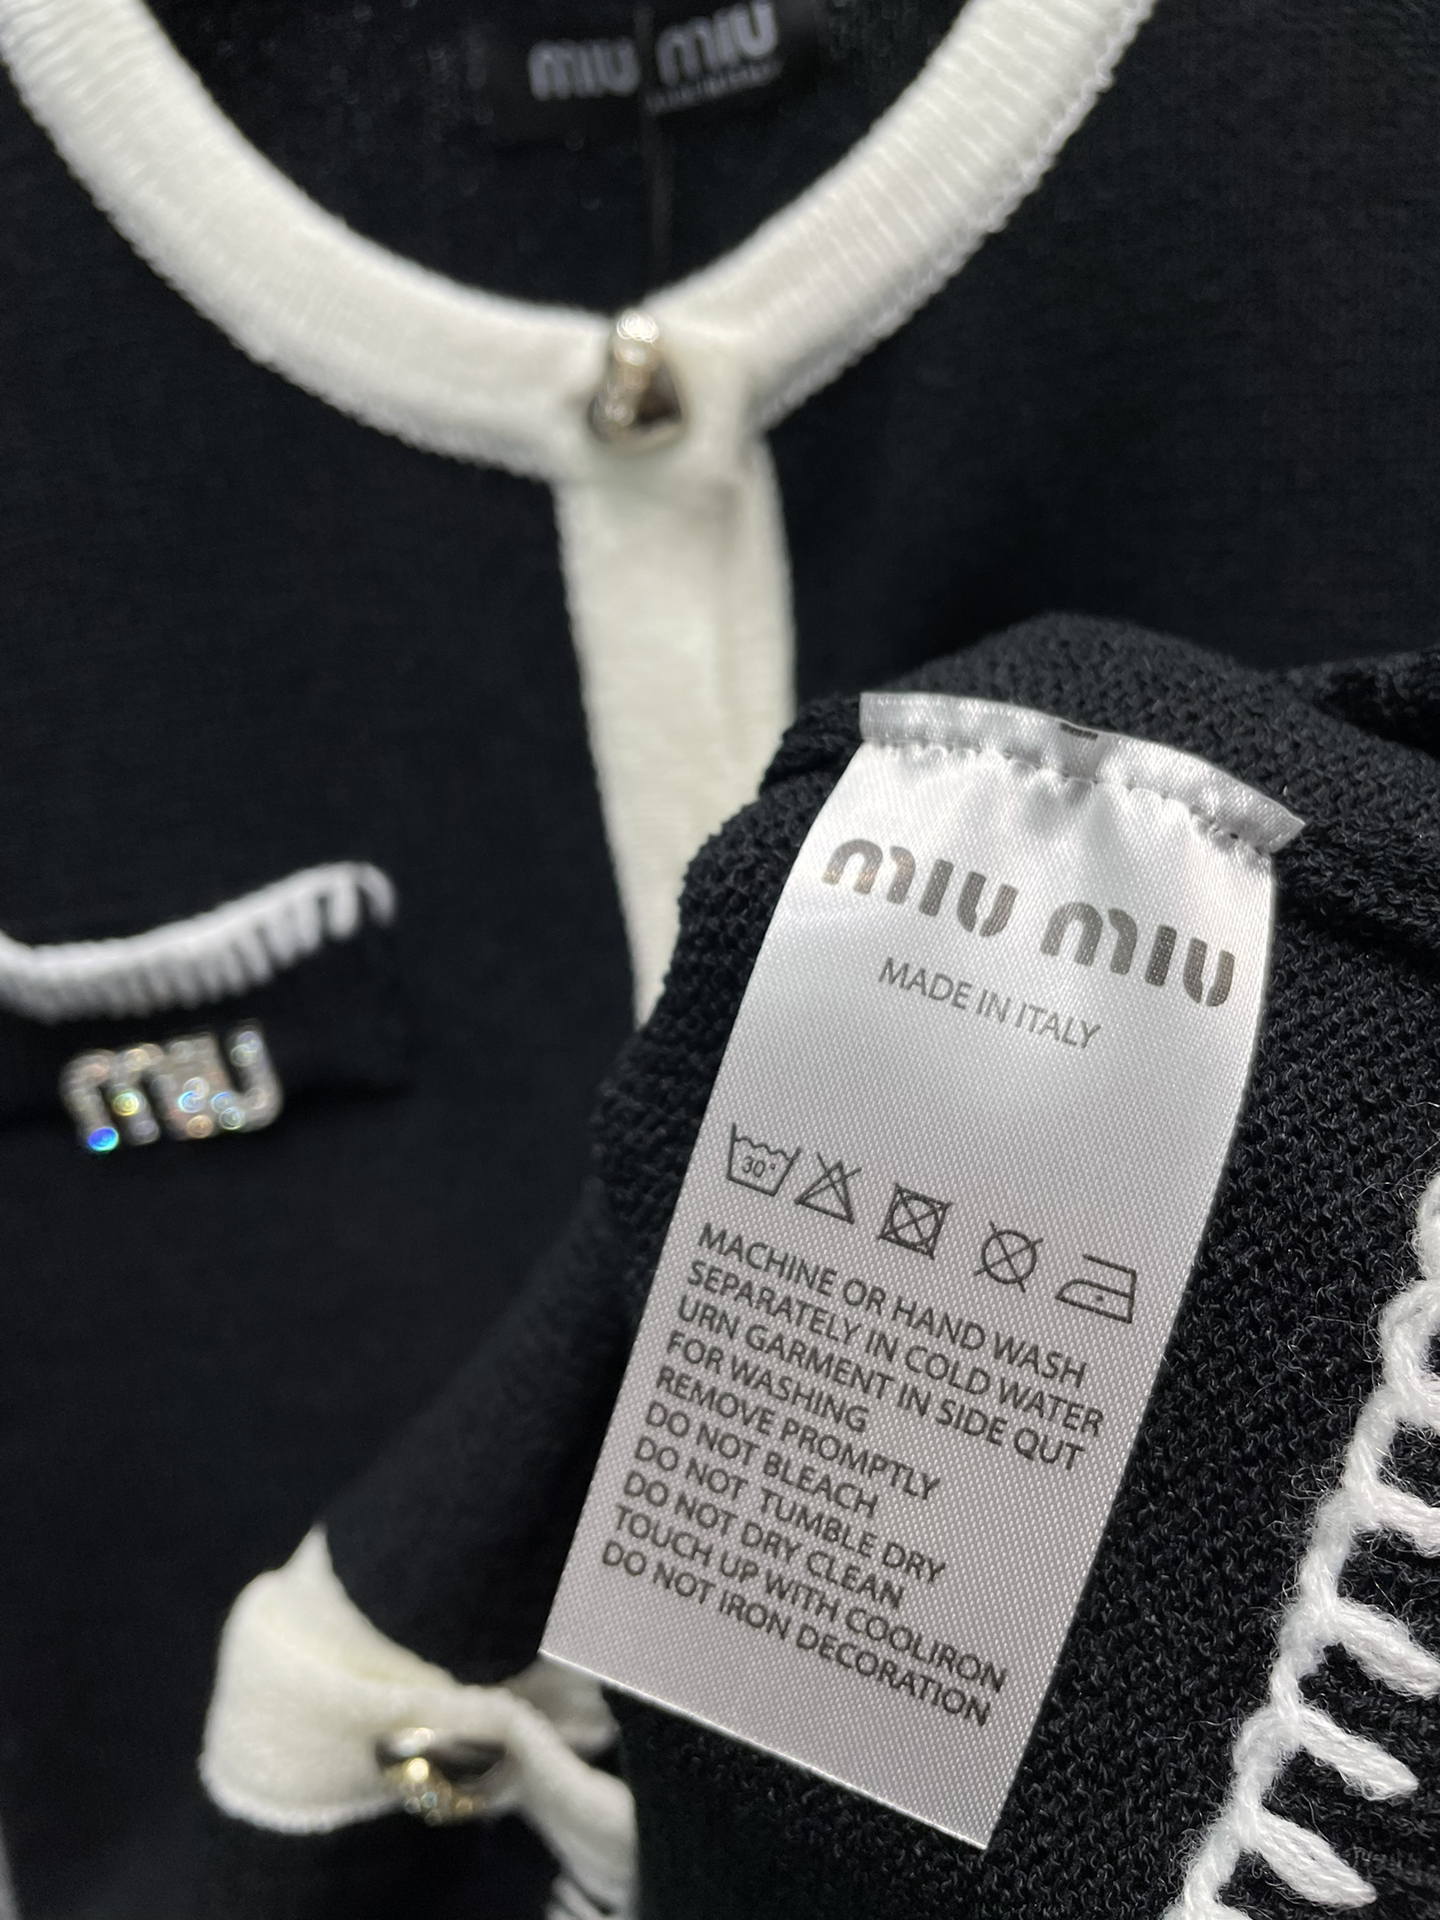 miu miu
miu
miu miu
MADE IN ITALY
30°
MACHINE OR HAND WASH
SEPARATELY IN COLD WATER
URN GARMENT IN SIDE QUT
FOR WASHING
REMOVE PROMPTLY
DO NOT BLEACH
DO NOT TUMBLE DRY
DO NOT DRY CLEAN
TOUCH UP WITH COOLIRON
DO NOT IRON DECORATION